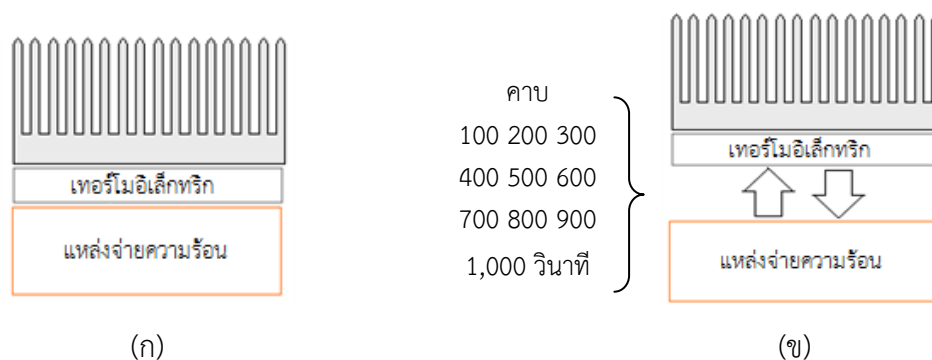 เทอร์โมอิเล็กทริก
แหล่งจ่ายความร้อน
(ก)
คาบ
100 200 300
400 500 600
700 800 900
1,000 วินาที
เทอร์โมอิเล็กทริก
แหล่งจ่ายความร้อน
(ข)